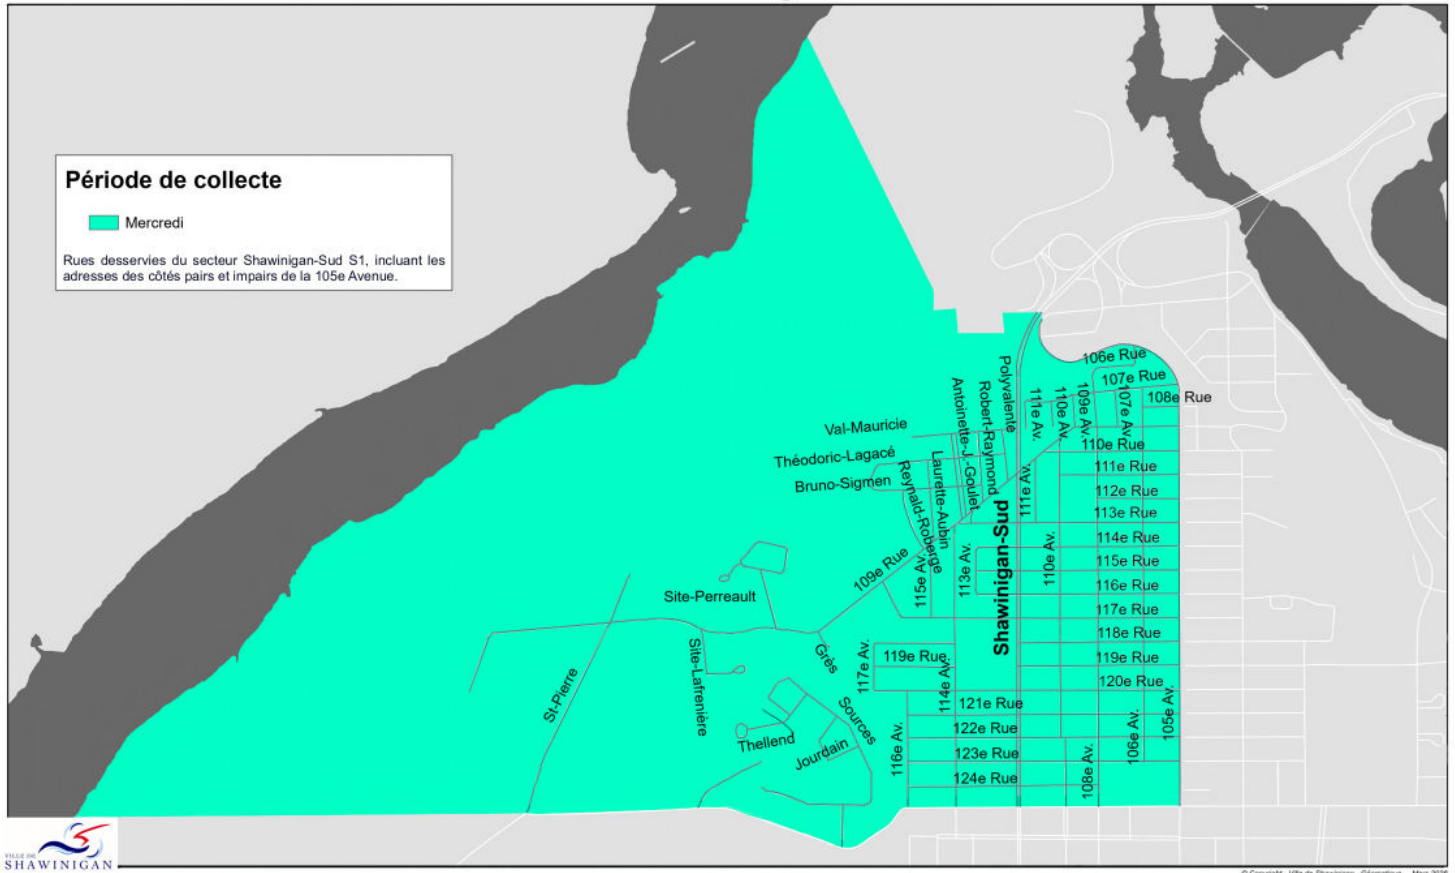 Période de collecte
Mercredi
Rues desservies du secteur Shawinigan-Sud S1, incluant les
adresses des côtés pairs et impairs de la 105e Avenue.
106e Rue
107e Rue
108e Rue
Polyvalente
Robert-Raymond
Antoinette-J.-Goulet
111e Av.
110e Av.
109e Av.
107e Av.
Val-Mauricie
Théodoric-Lagacé
Bruno-Sigmen
Reynald-Roberge
Laurette-Aubin
110e Rue
111e Rue
112e Rue
113e Rue
111e Av.
Shawinigan-Sud
114e Rue
115e Rue
116e Rue
117e Rue
118e Rue
119e Rue
120e Rue
110e Av.
113e Av.
115e Av.
109e Rue
Site-Perreault
Grès
Site-Lafrenière
St-Pierre
Sources
Thellend
Jourdain
117e Av.
119e Rue
114e Av.
121e Rue
122e Rue
123e Rue
124e Rue
116e Av.
108e Av.
106e Av.
105e Av.
VILLE DE
SHAWINIGAN